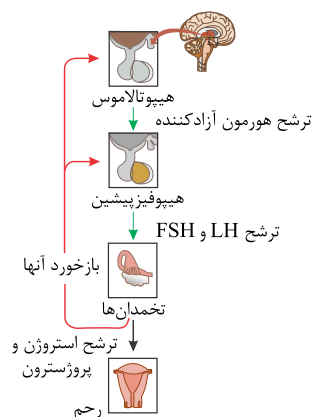 هیپوتالاموس
ترشح هورمون آزادکننده
هیپوفیزپیشین
ترشح LH و FSH
بازخورد آنها
تخمدان‌ها
ترشح استروژن و
پروژسترون
رحم